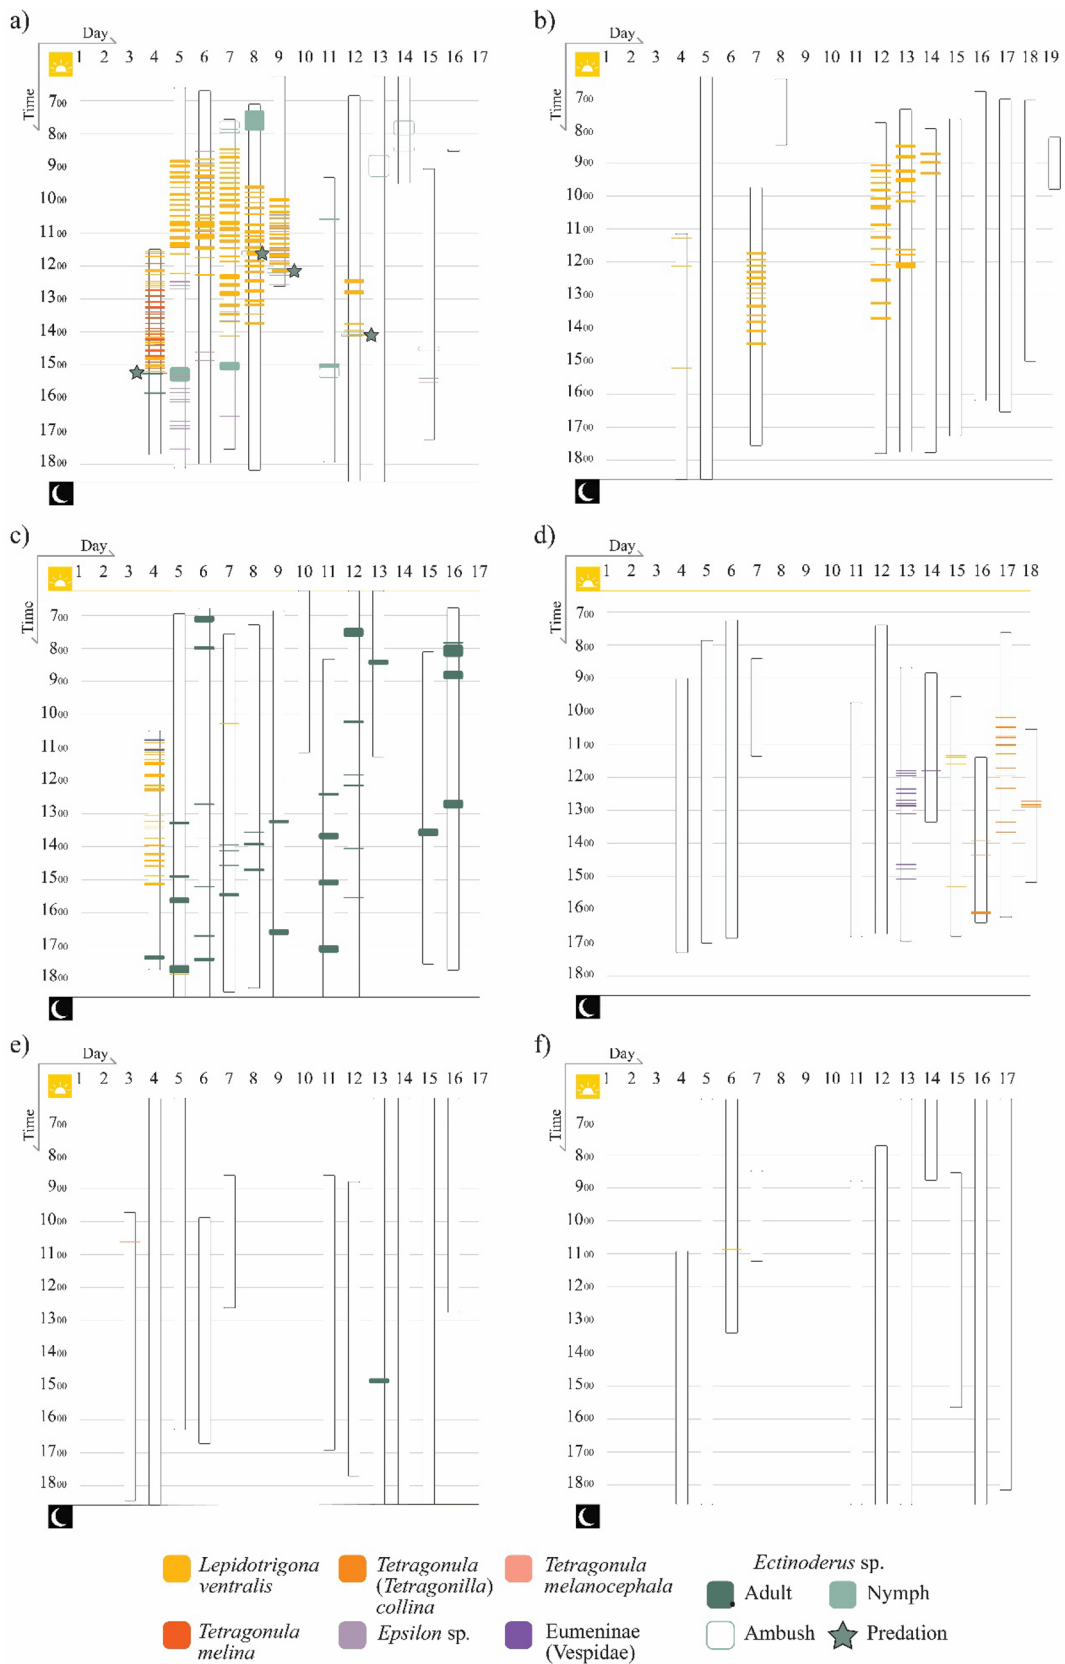 a)
Day
1 2 3 4 5 6 7 8 9 10 11 12 13 14 15 16 17
Time
700
800
900
1000
1100
1200
1300
1400
1500
1600
1700
1800
b)
Day
1 2 3 4 5 6 7 8 9 10 11 12 13 14 15 16 17 18 19
Time
700
800
900
1000
1100
1200
1300
1400
1500
1600
1700
1800
c)
Day
1 2 3 4 5 6 7 8 9 10 11 12 13 14 15 16 17
Time
700
800
900
1000
1100
1200
1300
1400
1500
1600
1700
1800
d)
Day
1 2 3 4 5 6 7 8 9 10 11 12 13 14 15 16 17 18
Time
700
800
900
1000
1100
1200
1300
1400
1500
1600
1700
1800
e)
Day
1 2 3 4 5 6 7 8 9 10 11 12 13 14 15 16 17
Time
700
800
900
1000
1100
1200
1300
1400
1500
1600
1700
1800
f)
Day
1 2 3 4 5 6 7 8 9 10 11 12 13 14 15 16 17
Time
700
800
900
1000
1100
1200
1300
1400
1500
1600
1700
1800
Lepidotrigona
ventralis
Tetragonula
(Tetragonilla)
collina
Tetragonula
melanocephala
Tetragonula
melina
Epsilon sp.
Eumeninae
(Vespidae)
Ectinoderus sp.
Adult
Nymph
Ambush
Predation